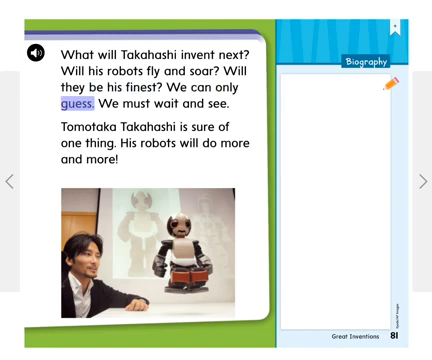 What will Takahashi invent next?
Will his robots fly and soar? Will
they be his finest? We can only
guess. We must wait and see.
Tomotaka Takahashi is sure of
one thing. His robots will do more
and more!
Biography
Great Inventions 81